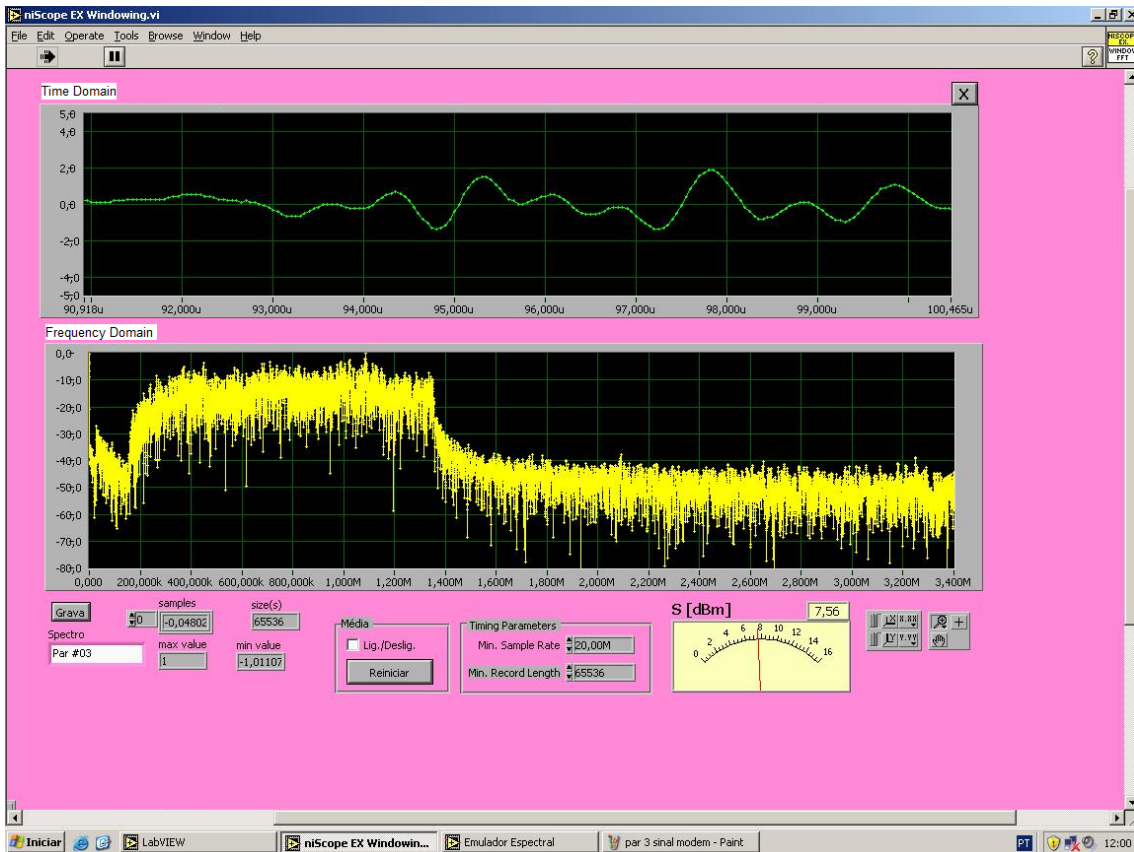 niScope EX Windowing.vi
File Edit Operate Tools Browse Window Help
NISCOPE
EX.
WINDOW
FFT
Time Domain
X
5,0
4,0
2,0
0,0
-2,0
-4,0
-5,0
90,918u 92,000u 93,000u 94,000u 95,000u 96,000u 97,000u 98,000u 99,000u 100,465u
Frequency Domain
0,0
-10,0
-20,0
-30,0
-40,0
-50,0
-60,0
-70,0
-80,0
0,000 200,000k 400,000k 600,000k 800,000k 1,000M 1,200M 1,400M 1,600M 1,800M 2,000M 2,200M 2,400M 2,600M 2,800M 3,000M 3,200M 3,400M
Grava
samples
size(s)
0
-0,04802
65536
Spectro
Par #03
max value
1
min value
-1,01107
Média
Lig./Deslig.
Reiniciar
Timing Parameters
Min. Sample Rate 20,00M
Min. Record Length 65536
S [dBm] 7,56
0 2 4 6 8 10 12 14 16
X X.XX
Y Y.YY
Iniciar LabVIEW niScope EX Windowin... Emulador Espectral par 3 sinal modem - Paint PT 12:00